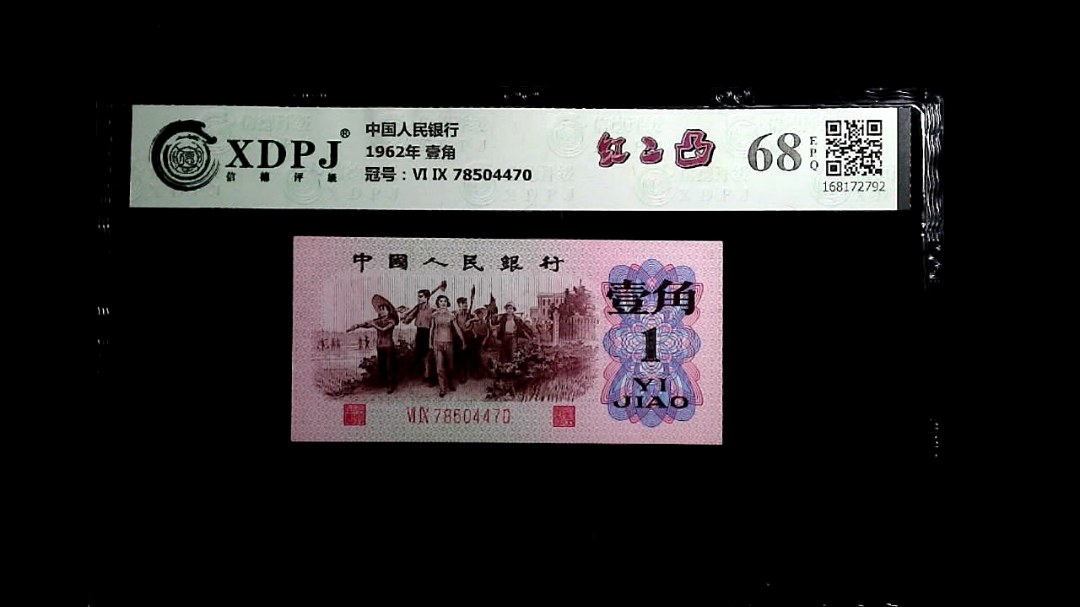 XDPJ®
信德评级
中国人民银行
1962年 壹角
冠号：VI IX 78504470
红二凸
68
EPQ
168172792
中國人民銀行
壹角
1
YI
JIAO
VI IX 78504470